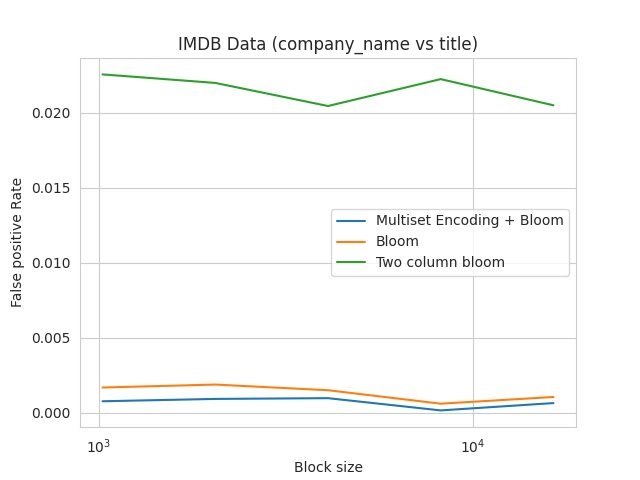 IMDB Data (company_name vs title)
0.020
0.015
0.010
0.005
0.000
False positive Rate
Multiset Encoding + Bloom
Bloom
Two column bloom
10³
10⁴
Block size